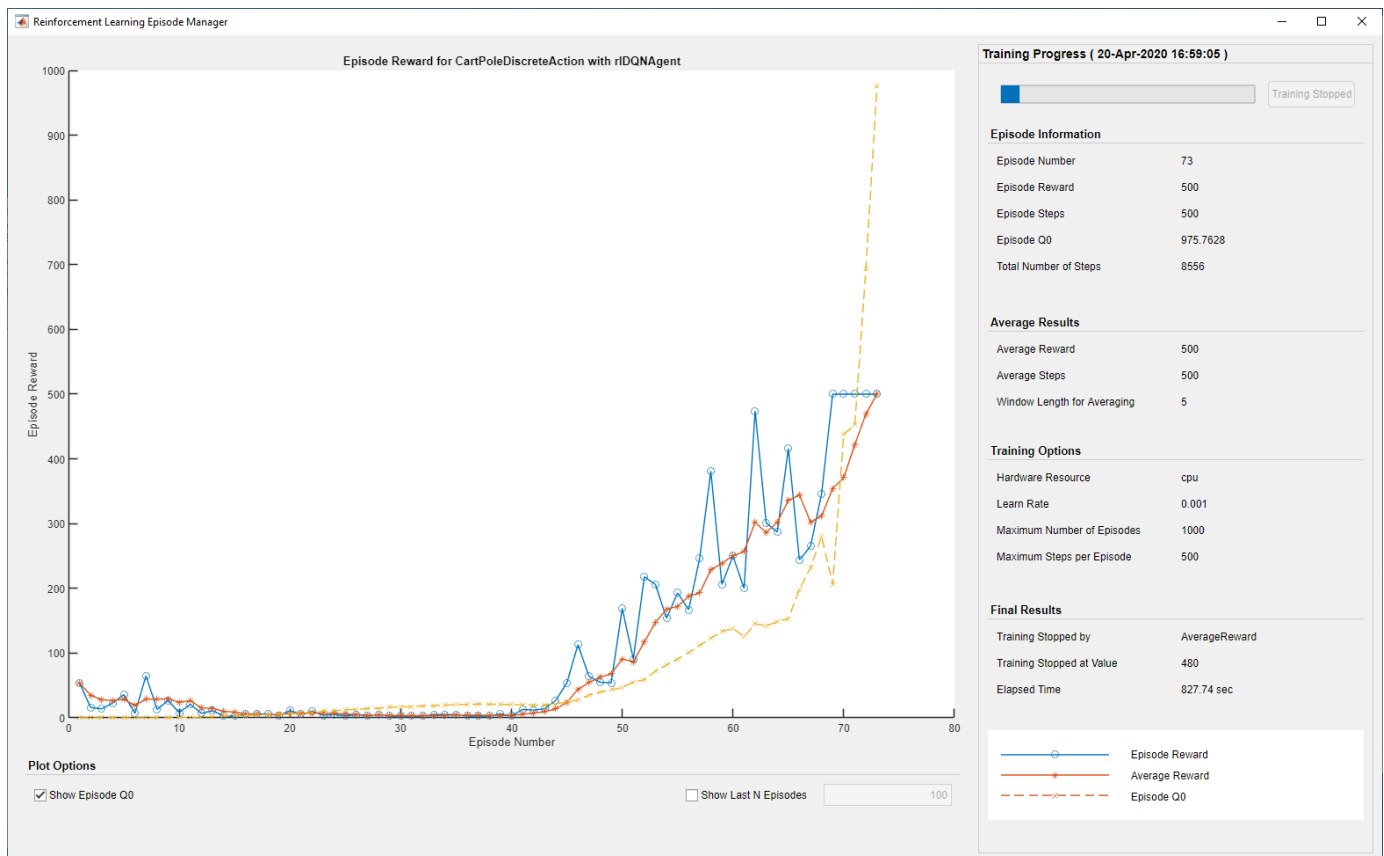 Reinforcement Learning Episode Manager
Episode Reward for CartPoleDiscreteAction with rlDQNAgent
1000
900
800
700
600
500
400
300
200
100
0
Episode Reward
0 10 20 30 40 50 60 70 80
Episode Number
Plot Options
Show Episode Q0
Show Last N Episodes 100
Training Progress ( 20-Apr-2020 16:59:05 )
Training Stopped
Episode Information
Episode Number 73
Episode Reward 500
Episode Steps 500
Episode Q0 975.7628
Total Number of Steps 8556
Average Results
Average Reward 500
Average Steps 500
Window Length for Averaging 5
Training Options
Hardware Resource cpu
Learn Rate 0.001
Maximum Number of Episodes 1000
Maximum Steps per Episode 500
Final Results
Training Stopped by AverageReward
Training Stopped at Value 480
Elapsed Time 827.74 sec
Episode Reward
Average Reward
Episode Q0